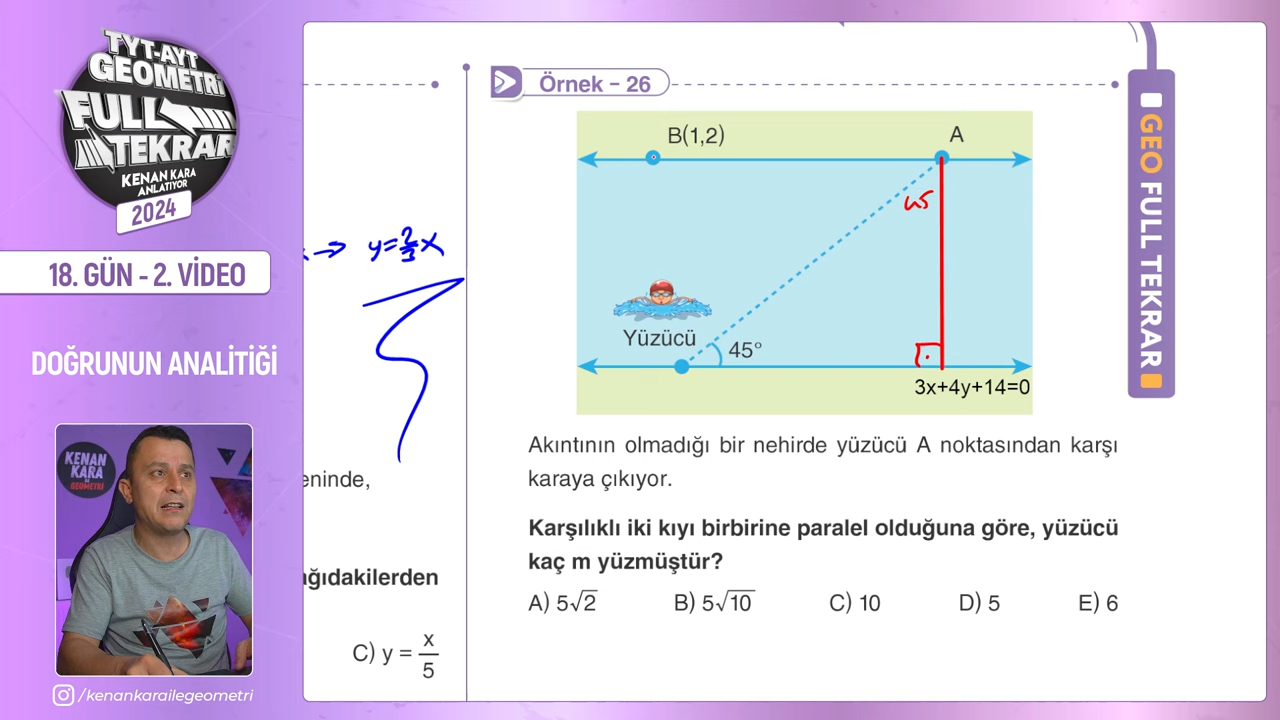 TYT-AYT
GEOMETRİ
FULL
TEKRAR
KENAN KARA
ANLATIYOR
2024
18. GÜN - 2. VİDEO
DOĞRUNUN ANALİTİĞİ
KENAN
KARA
GEOMETRİ
/kenankarailegeometri
→ y=2/3x
eninde,
ağıdakilerden
C) y = x/5
Örnek – 26
B(1,2)
A
45
Yüzücü
45°
3x+4y+14=0
Akıntının olmadığı bir nehirde yüzücü A noktasından karşı
karaya çıkıyor.
Karşılıklı iki kıyı birbirine paralel olduğuna göre, yüzücü
kaç m yüzmüştür?
A) 5√2 B) 5√10 C) 10 D) 5 E) 6
GEO FULL TEKRAR